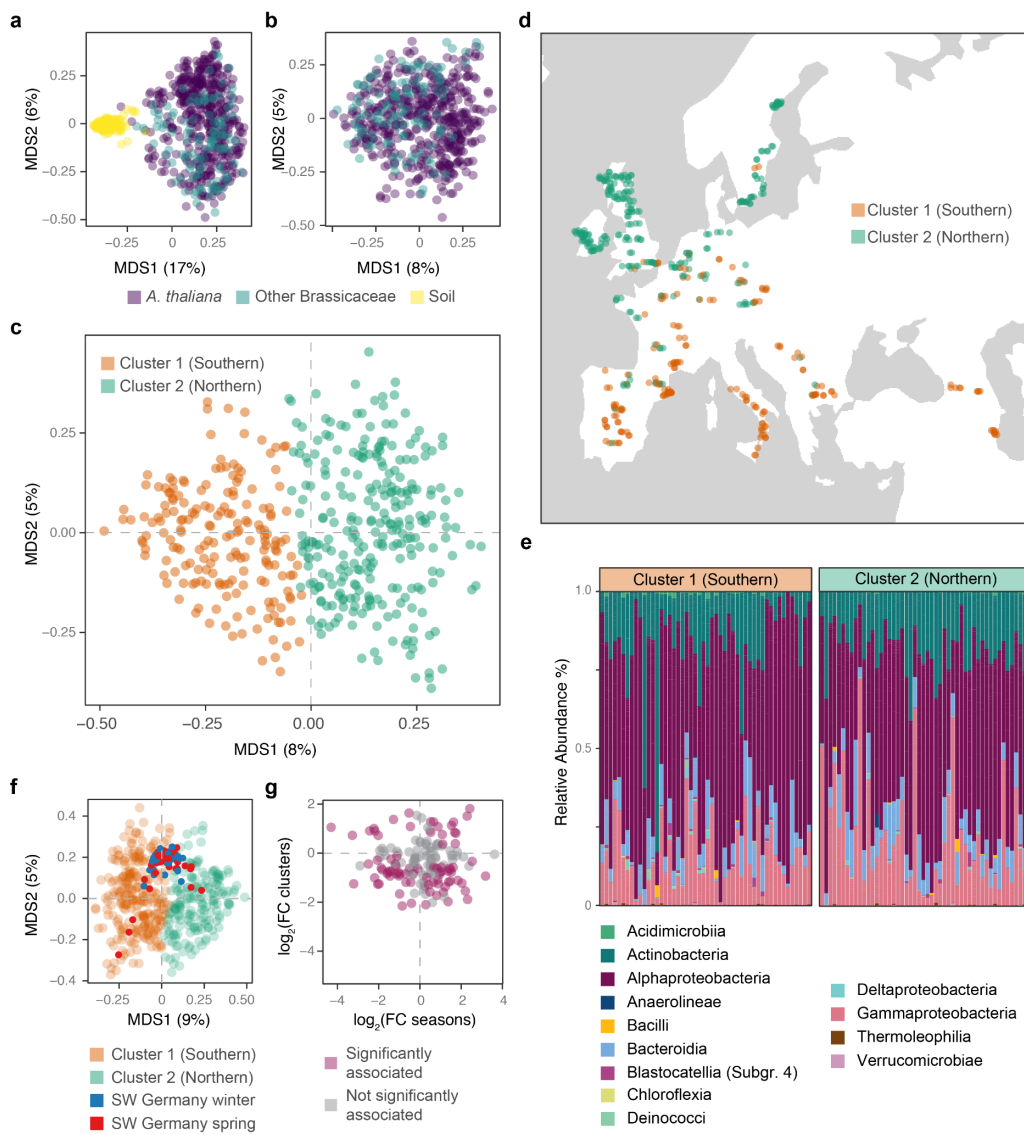 a
0.25
0
−0.25
−0.50
MDS2 (6%)
−0.25
0
0.25
MDS1 (17%)
b
0.25
0
−0.25
−0.50
MDS2 (5%)
−0.25
0
0.25
MDS1 (8%)
A. thaliana
Other Brassicaceae
Soil
c
Cluster 1 (Southern)
Cluster 2 (Northern)
0.25
0.00
−0.25
MDS2 (5%)
−0.50
−0.25
0.00
0.25
MDS1 (8%)
d
Cluster 1 (Southern)
Cluster 2 (Northern)
e
Cluster 1 (Southern)
Cluster 2 (Northern)
1.0
0.5
0
Relative Abundance %)
Acidimicrobiia
Actinobacteria
Alphaproteobacteria
Anaerolineae
Bacilli
Bacteroidia
Blastocatellia (Subgr. 4)
Chloroflexia
Deinococci
Deltaproteobacteria
Gammaproteobacteria
Thermoleophilia
Verrucomicrobiae
f
0.4
0.2
0.0
−0.2
−0.4
MDS2 (5%)
−0.25
0
0.25
0.50
MDS1 (9%)
Cluster 1 (Southern)
Cluster 2 (Northern)
SW Germany winter
SW Germany spring
g
2
0
−2
−4
log2(FC clusters)
−4
−2
0
2
4
log2(FC seasons)
Significantly
associated
Not significantly
associated